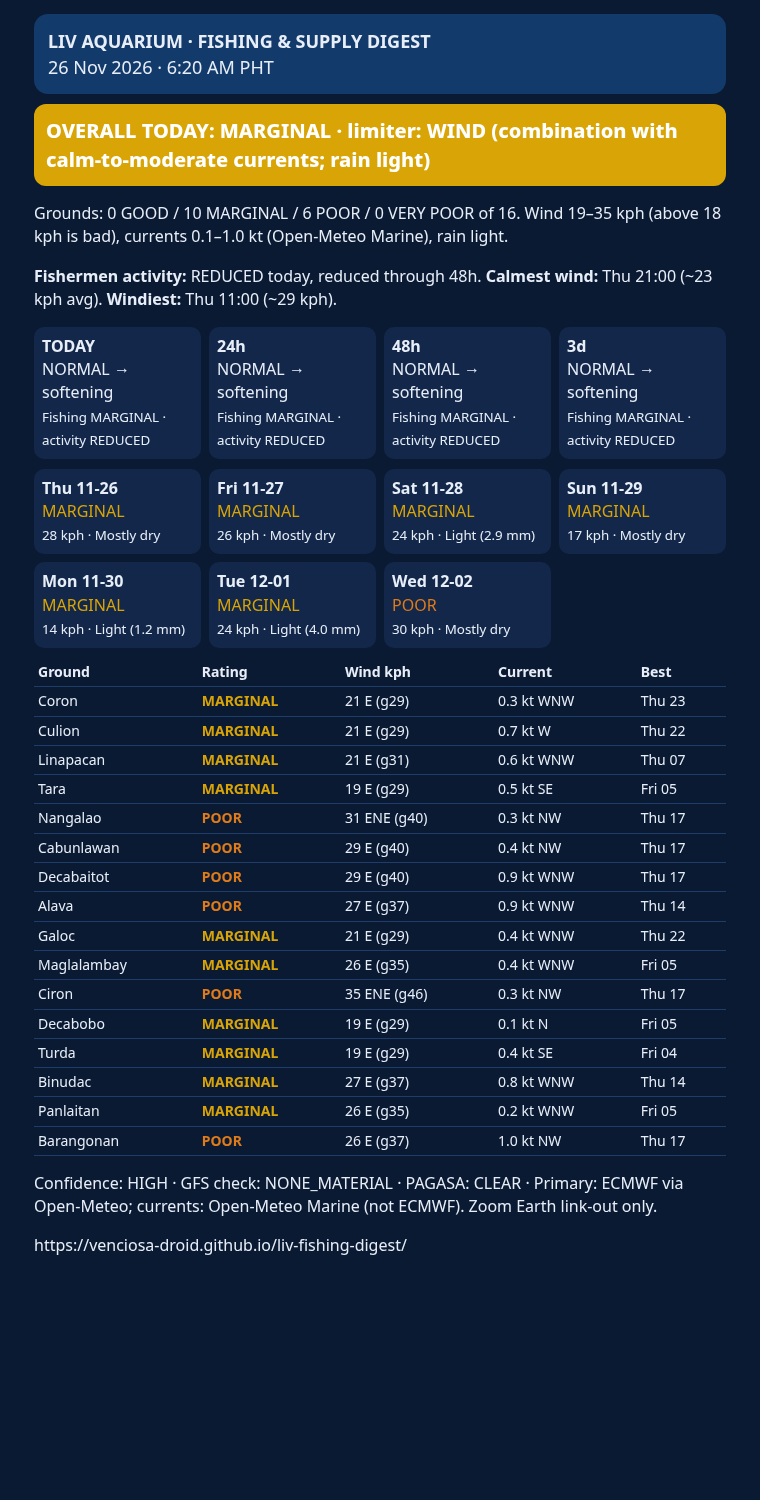 LIV AQUARIUM · FISHING & SUPPLY DIGEST
26 Nov 2026 · 6:20 AM PHT
OVERALL TODAY: MARGINAL · limiter: WIND (combination with
calm-to-moderate currents; rain light)
Grounds: 0 GOOD / 10 MARGINAL / 6 POOR / 0 VERY POOR of 16. Wind 19–35 kph (above 18
kph is bad), currents 0.1–1.0 kt (Open-Meteo Marine), rain light.
Fishermen activity: REDUCED today, reduced through 48h. Calmest wind: Thu 21:00 (~23
kph avg). Windiest: Thu 11:00 (~29 kph).
TODAY
NORMAL →
softening
Fishing MARGINAL ·
activity REDUCED
24h
NORMAL →
softening
Fishing MARGINAL ·
activity REDUCED
48h
NORMAL →
softening
Fishing MARGINAL ·
activity REDUCED
3d
NORMAL →
softening
Fishing MARGINAL ·
activity REDUCED
Thu 11-26
MARGINAL
28 kph · Mostly dry
Fri 11-27
MARGINAL
26 kph · Mostly dry
Sat 11-28
MARGINAL
24 kph · Light (2.9 mm)
Sun 11-29
MARGINAL
17 kph · Mostly dry
Mon 11-30
MARGINAL
14 kph · Light (1.2 mm)
Tue 12-01
MARGINAL
24 kph · Light (4.0 mm)
Wed 12-02
POOR
30 kph · Mostly dry
Ground Rating Wind kph Current Best
Coron MARGINAL 21 E (g29) 0.3 kt WNW Thu 23
Culion MARGINAL 21 E (g29) 0.7 kt W Thu 22
Linapacan MARGINAL 21 E (g31) 0.6 kt WNW Thu 07
Tara MARGINAL 19 E (g29) 0.5 kt SE Fri 05
Nangalao POOR 31 ENE (g40) 0.3 kt NW Thu 17
Cabunlawan POOR 29 E (g40) 0.4 kt NW Thu 17
Decabaitot POOR 29 E (g40) 0.9 kt WNW Thu 17
Alava POOR 27 E (g37) 0.9 kt WNW Thu 14
Galoc MARGINAL 21 E (g29) 0.4 kt WNW Thu 22
Maglalambay MARGINAL 26 E (g35) 0.4 kt WNW Fri 05
Ciron POOR 35 ENE (g46) 0.3 kt NW Thu 17
Decabobo MARGINAL 19 E (g29) 0.1 kt N Fri 05
Turda MARGINAL 19 E (g29) 0.4 kt SE Fri 04
Binudac MARGINAL 27 E (g37) 0.8 kt WNW Thu 14
Panlaitan MARGINAL 26 E (g35) 0.2 kt WNW Fri 05
Barangonan POOR 26 E (g37) 1.0 kt NW Thu 17
Confidence: HIGH · GFS check: NONE_MATERIAL · PAGASA: CLEAR · Primary: ECMWF via
Open-Meteo; currents: Open-Meteo Marine (not ECMWF). Zoom Earth link-out only.
https://venciosa-droid.github.io/liv-fishing-digest/